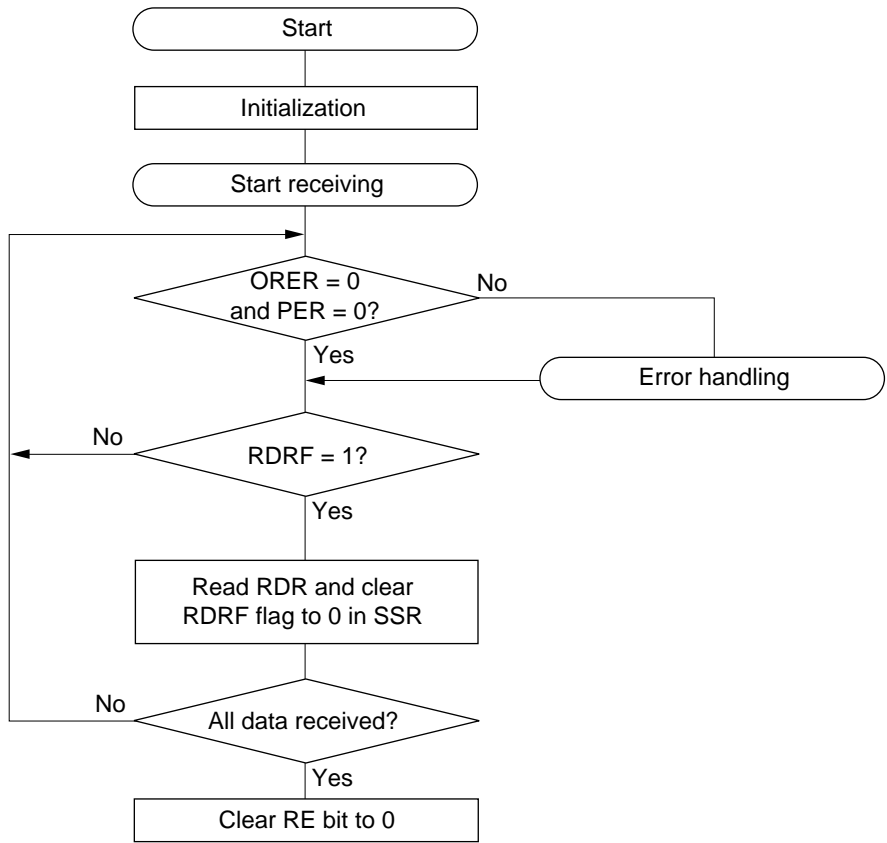 Start
Initialization
Start receiving
ORER = 0
and PER = 0?
No
Yes
Error handling
No
RDRF = 1?
Yes
Read RDR and clear
RDRF flag to 0 in SSR
No
All data received?
Yes
Clear RE bit to 0